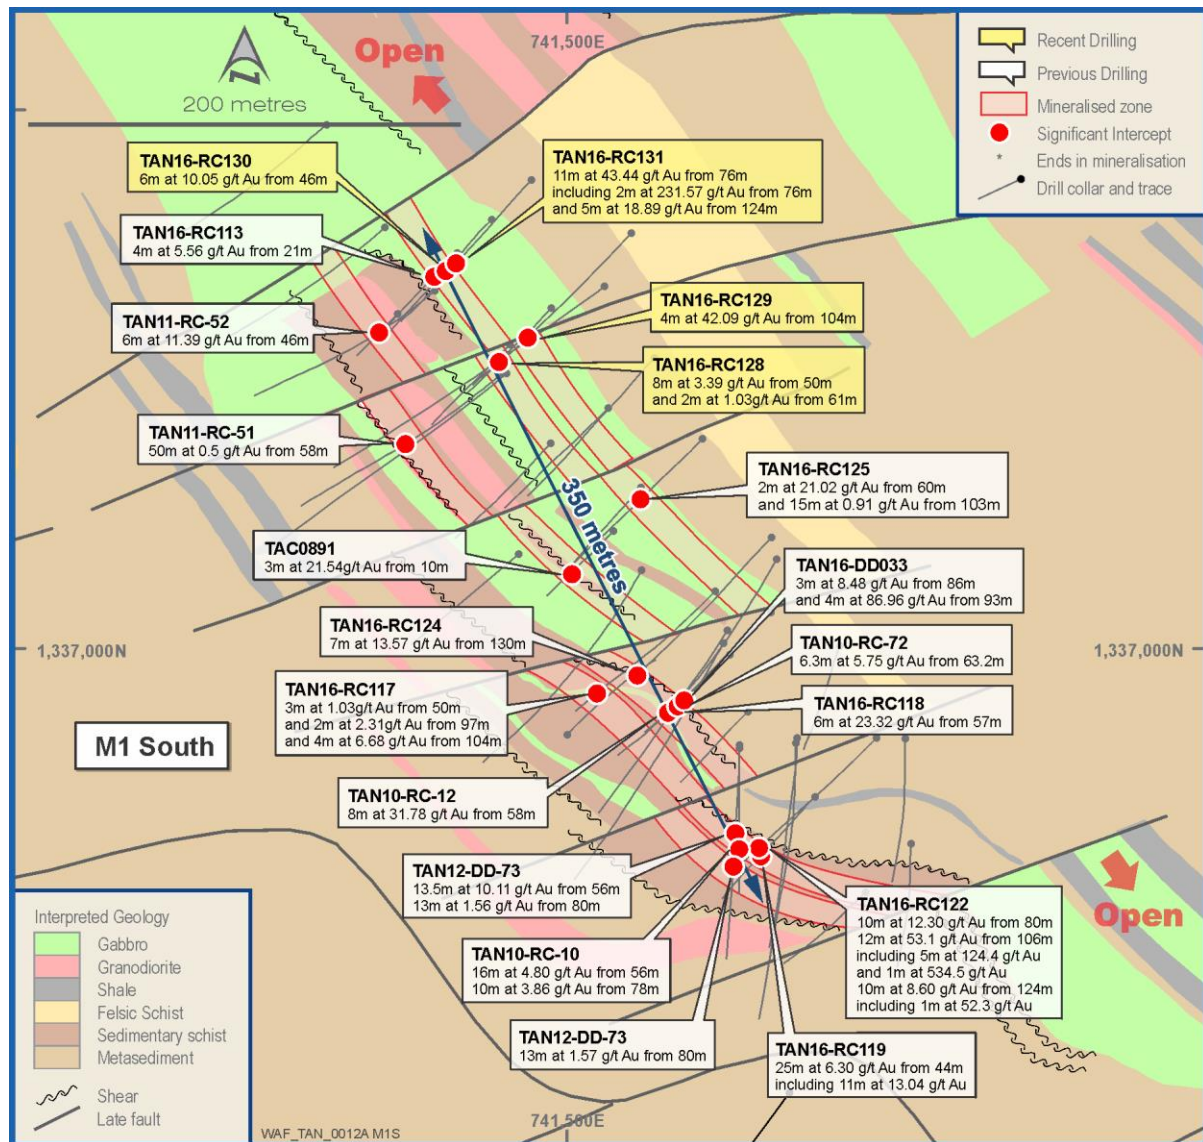 741,500E
Open
Z
200 metres
Recent Drilling
Previous Drilling
Mineralised zone
Significant Intercept
* Ends in mineralisation
Drill collar and trace
TAN16-RC130
6m at 10.05 g/t Au from 46m
TAN16-RC131
11m at 43.44 g/t Au from 76m
including 2m at 231.57 g/t Au from 76m
and 5m at 18.89 g/t Au from 124m
TAN16-RC113
4m at 5.56 g/t Au from 21m
TAN11-RC-52
6m at 11.39 g/t Au from 46m
TAN16-RC129
4m at 42.09 g/t Au from 104m
TAN16-RC128
8m at 3.39 g/t Au from 50m
and 2m at 1.03g/t Au from 61m
TAN11-RC-51
50m at 0.5 g/t Au from 58m
TAN16-RC125
2m at 21.02 g/t Au from 60m
and 15m at 0.91 g/t Au from 103m
350 metres
TAC0891
3m at 21.54g/t Au from 10m
TAN16-DD033
3m at 8.48 g/t Au from 86m
and 4m at 86.96 g/t Au from 93m
TAN16-RC124
7m at 13.57 g/t Au from 130m
1,337,000N
1,337,000N
TAN10-RC-72
6.3m at 5.75 g/t Au from 63.2m
TAN16-RC117
3m at 1.03g/t Au from 50m
and 2m at 2.31g/t Au from 97m
and 4m at 6.68 g/t Au from 104m
TAN16-RC118
6m at 23.32 g/t Au from 57m
M1 South
TAN10-RC-12
8m at 31.78 g/t Au from 58m
TAN12-DD-73
13.5m at 10.11 g/t Au from 56m
13m at 1.56 g/t Au from 80m
Open
TAN16-RC122
10m at 12.30 g/t Au from 80m
12m at 53.1 g/t Au from 106m
including 5m at 124.4 g/t Au
and 1m at 534.5 g/t Au
10m at 8.60 g/t Au from 124m
including 1m at 52.3 g/t Au
TAN10-RC-10
16m at 4.80 g/t Au from 56m
10m at 3.86 g/t Au from 78m
TAN12-DD-73
13m at 1.57 g/t Au from 80m
TAN16-RC119
25m at 6.30 g/t Au from 44m
including 11m at 13.04 g/t Au
Interpreted Geology
Gabbro
Granodiorite
Shale
Felsic Schist
Sedimentary schist
Metasediment
Shear
Late fault
WAF_TAN_0012A M1S
741,500E